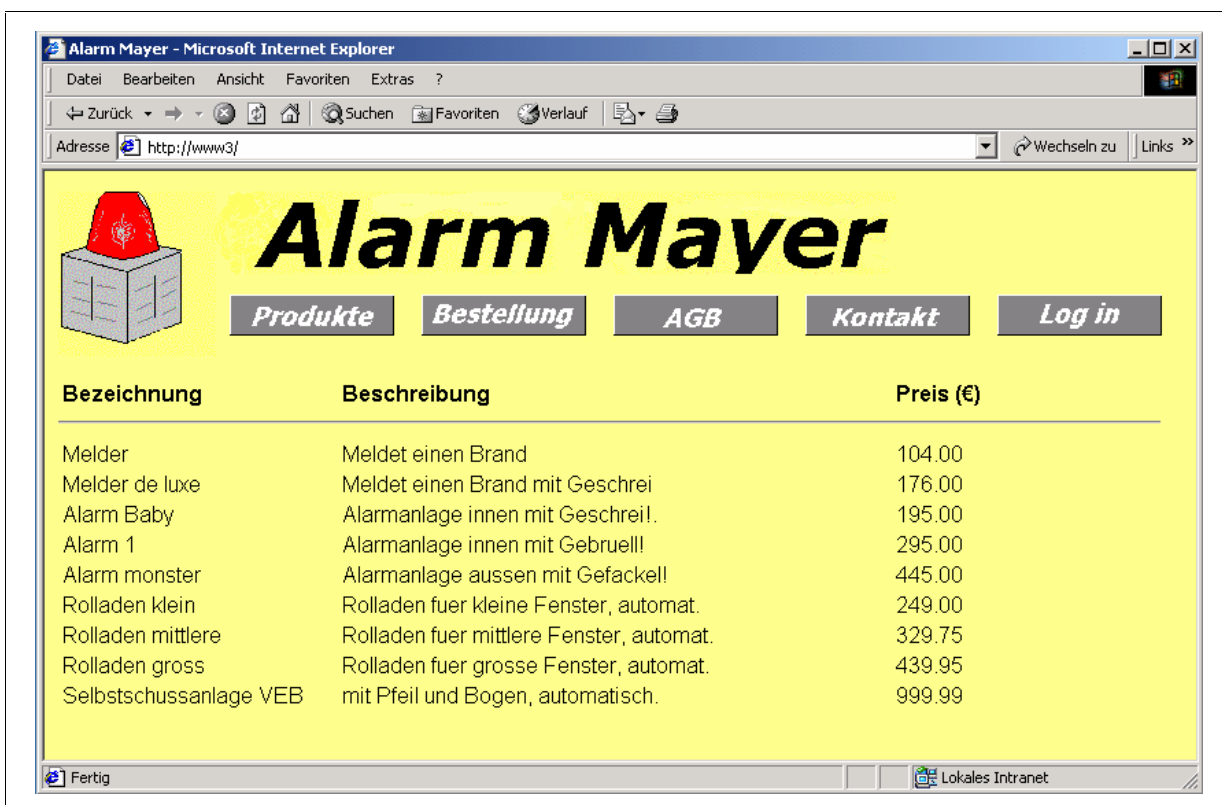 Alarm Mayer - Microsoft Internet Explorer
Datei Bearbeiten Ansicht Favoriten Extras ?
Zurück Suchen Favoriten Verlauf
Adresse http://www3/ Wechseln zu Links »
Alarm Mayer
Produkte Bestellung AGB Kontakt Log in
Bezeichnung Beschreibung Preis (€)
Melder Meldet einen Brand 104.00
Melder de luxe Meldet einen Brand mit Geschrei 176.00
Alarm Baby Alarmanlage innen mit Geschrei!. 195.00
Alarm 1 Alarmanlage innen mit Gebruell! 295.00
Alarm monster Alarmanlage aussen mit Gefackel! 445.00
Rolladen klein Rolladen fuer kleine Fenster, automat. 249.00
Rolladen mittlere Rolladen fuer mittlere Fenster, automat. 329.75
Rolladen gross Rolladen fuer grosse Fenster, automat. 439.95
Selbstschussanlage VEB mit Pfeil und Bogen, automatisch. 999.99
Fertig Lokales Intranet